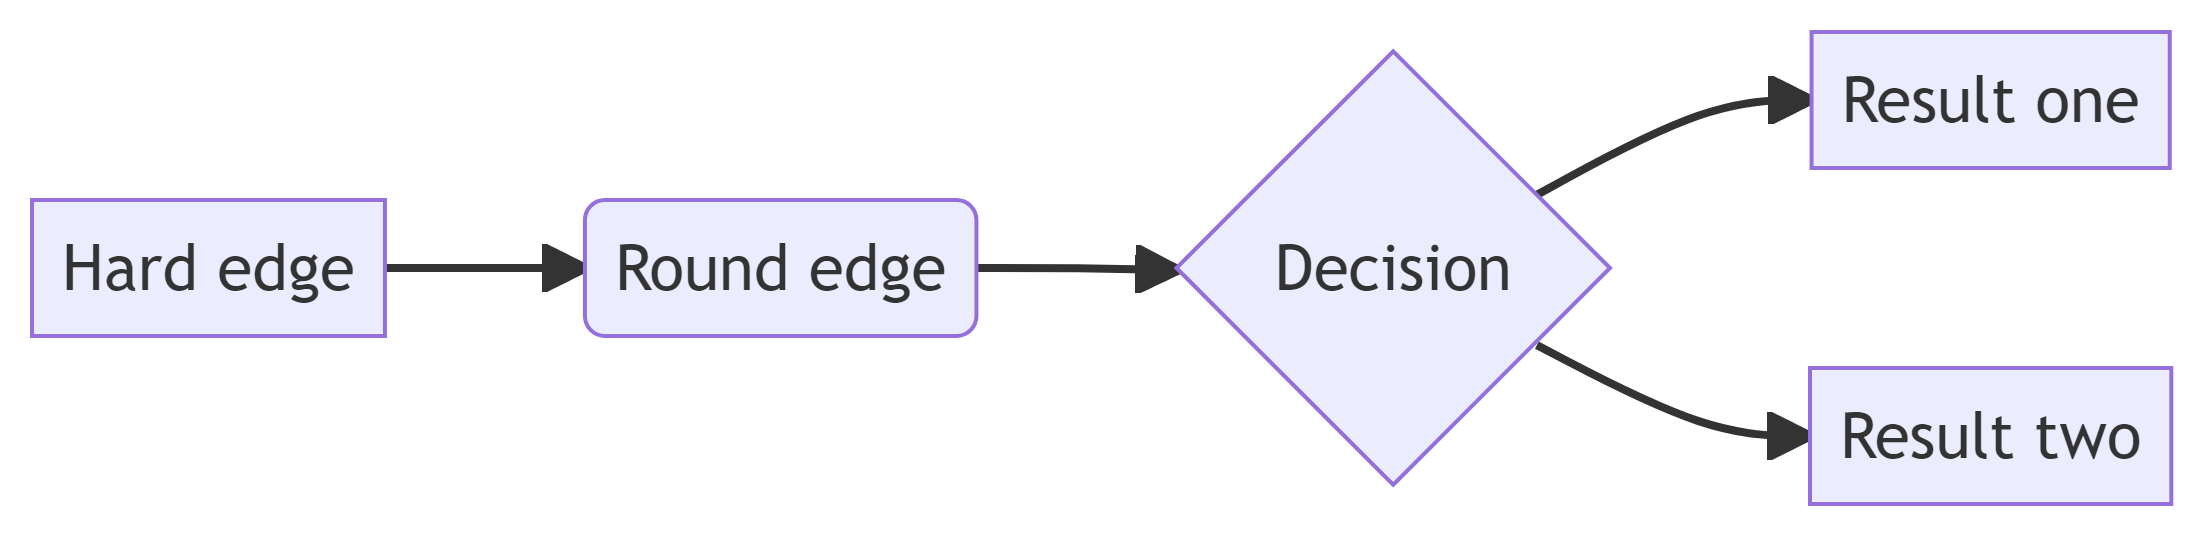 Hard edge
Round edge
Decision
Result one
Result two